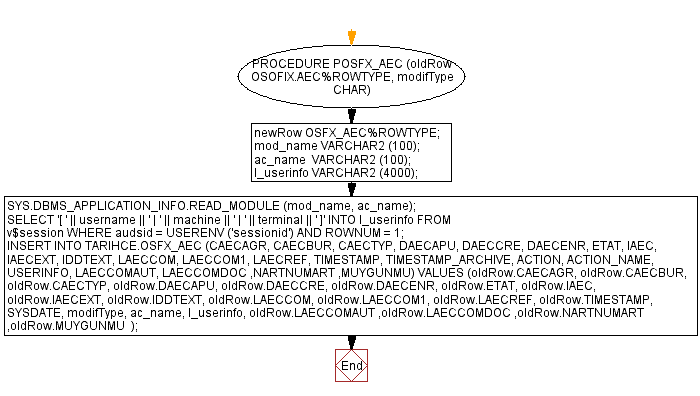 PROCEDURE POSFX_AEC (oldRow
OSOFIX.AEC%ROWTYPE, modifType
CHAR)
newRow OSFX_AEC%ROWTYPE;
mod_name VARCHAR2 (100);
ac_name VARCHAR2 (100);
l_userinfo VARCHAR2 (4000);
SYS.DBMS_APPLICATION_INFO.READ_MODULE (mod_name, ac_name);
SELECT '[ ' || username || ' | ' || machine || ' | ' || terminal || ' ]' INTO l_userinfo FROM
v$session WHERE audsid = USERENV ('sessionid') AND ROWNUM = 1;
INSERT INTO TARIHCE.OSFX_AEC (CAECAGR, CAECBUR, CAECTYP, DAECAPU, DAECCRE, DAECENR, ETAT, IAEC,
IAECEXT, IDDTEXT, LAECCOM, LAECCOM1, LAECREF, TIMESTAMP, TIMESTAMP_ARCHIVE, ACTION, ACTION_NAME,
USERINFO, LAECCOMAUT, LAECCOMDOC ,NARTNUMART ,MUYGUNMU) VALUES (oldRow.CAECAGR, oldRow.CAECBUR,
oldRow.CAECTYP, oldRow.DAECAPU, oldRow.DAECCRE, oldRow.DAECENR, oldRow.ETAT, oldRow.IAEC,
oldRow.IAECEXT, oldRow.IDDTEXT, oldRow.LAECCOM, oldRow.LAECCOM1, oldRow.LAECREF, oldRow.TIMESTAMP,
SYSDATE, modifType, ac_name, l_userinfo, oldRow.LAECCOMAUT ,oldRow.LAECCOMDOC ,oldRow.NARTNUMART
,oldRow.MUYGUNMU );
End